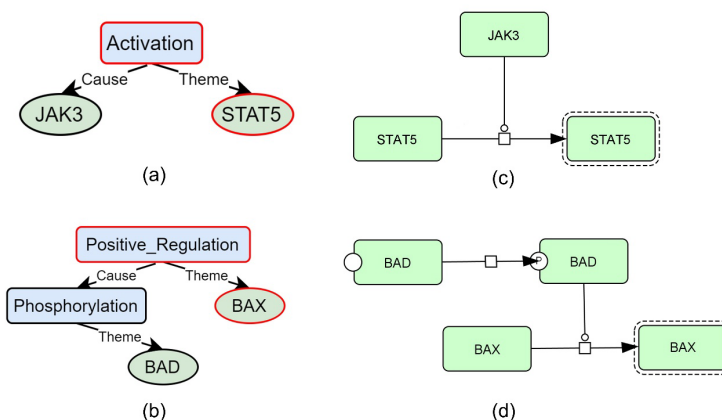 Activation
Cause
Theme
JAK3
STAT5
(a)
JAK3
STAT5
STAT5
(c)
Positive_Regulation
Cause
Theme
Phosphorylation
BAX
Theme
BAD
(b)
BAD
P
BAD
BAX
BAX
(d)